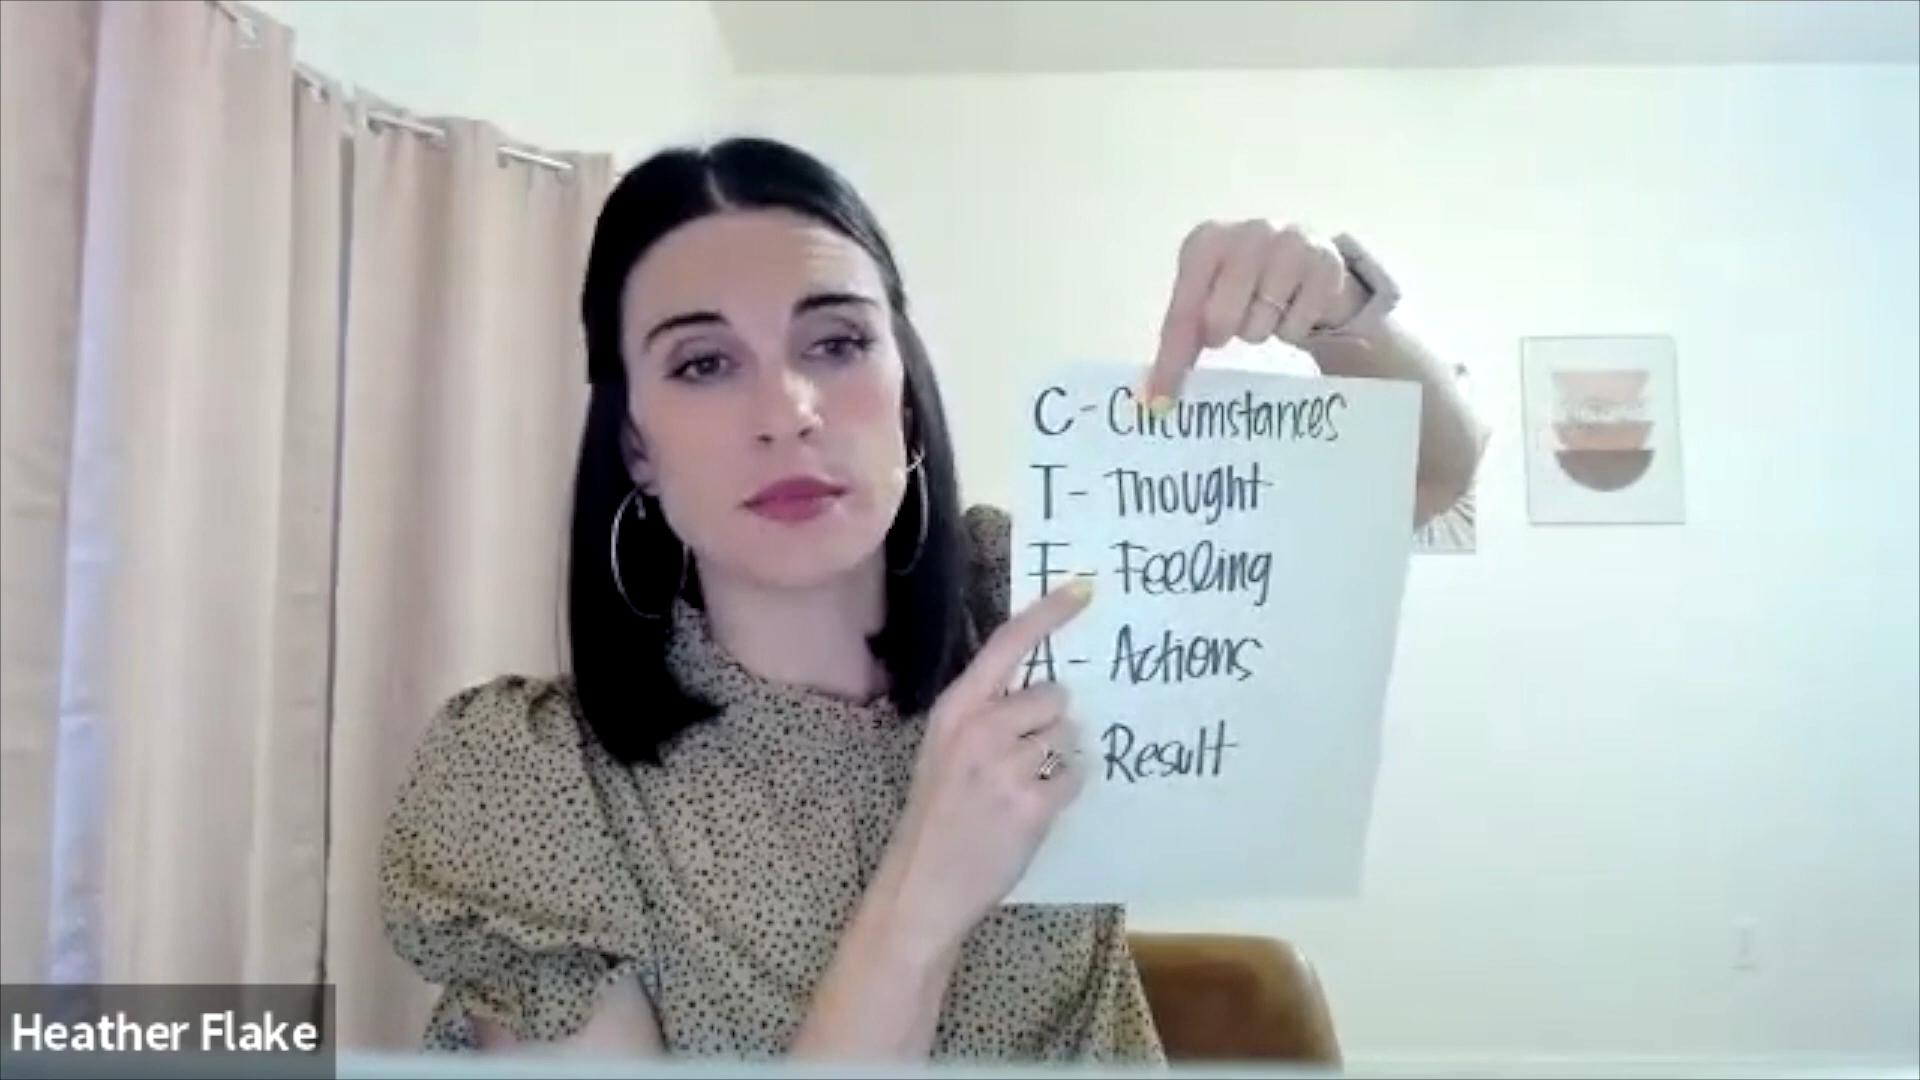 C - Circumstances
T - Thought
F - Feeling
A - Actions
- Result
Heather Flake